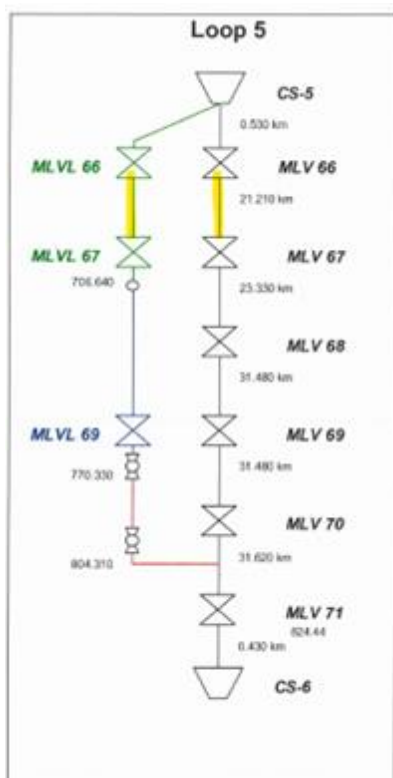 Loop 5
CS-5
0.530 km
MLVL 66
MLV 66
21.210 km
MLVL 67
MLV 67
706.640
23.330 km
MLV 68
31.480 km
MLVL 69
MLV 69
770.330
31.480 km
MLV 70
804.310
31.620 km
MLV 71
824.44
0.430 km
CS-6